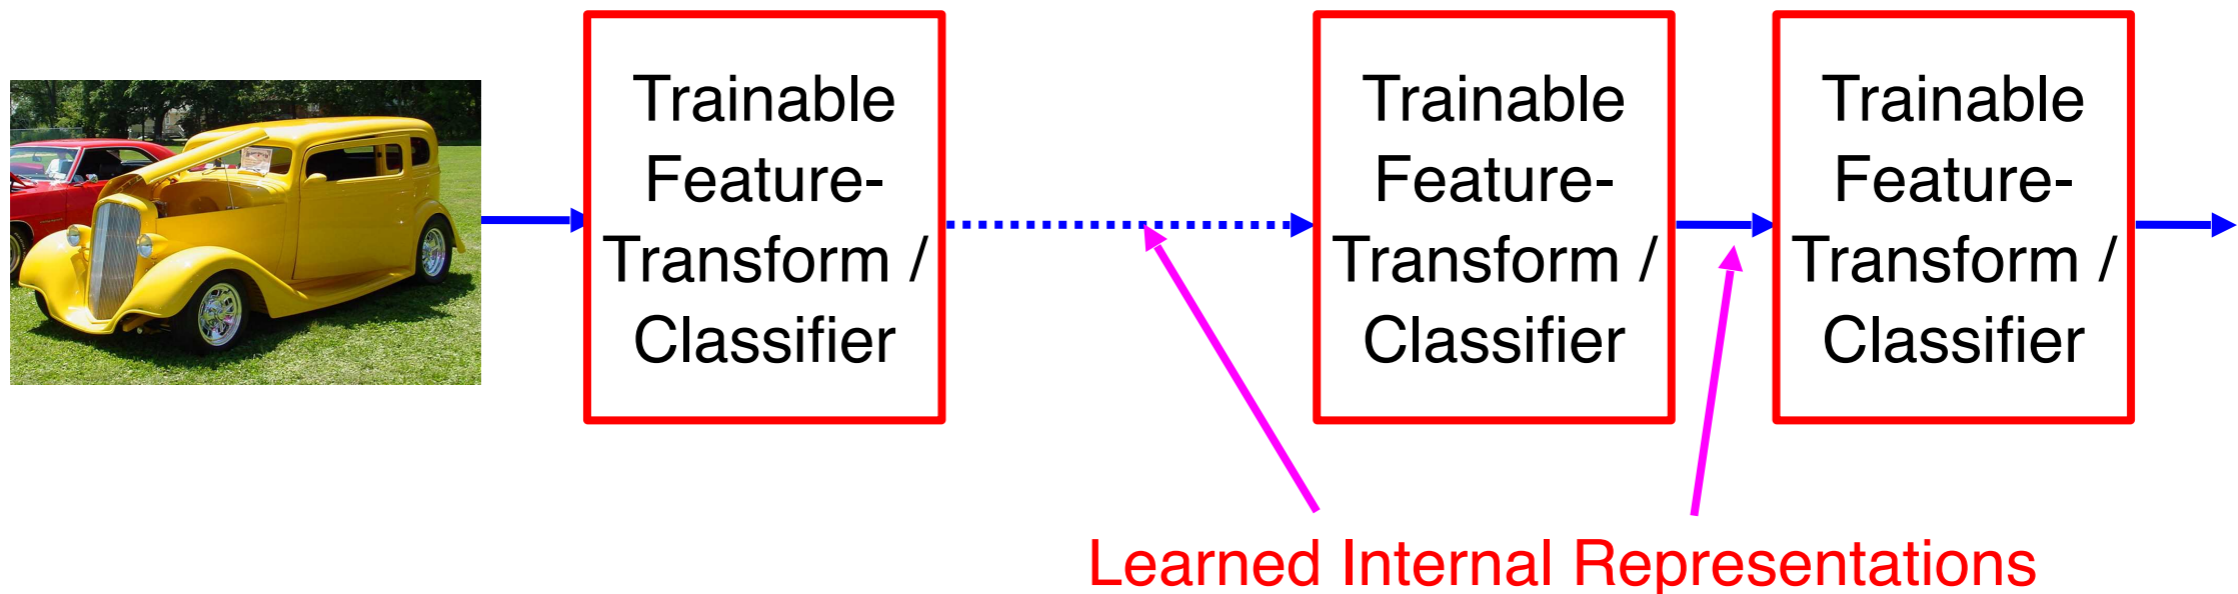 Trainable
Feature-
Transform /
Classifier
Trainable
Feature-
Transform /
Classifier
Trainable
Feature-
Transform /
Classifier
Learned Internal Representations